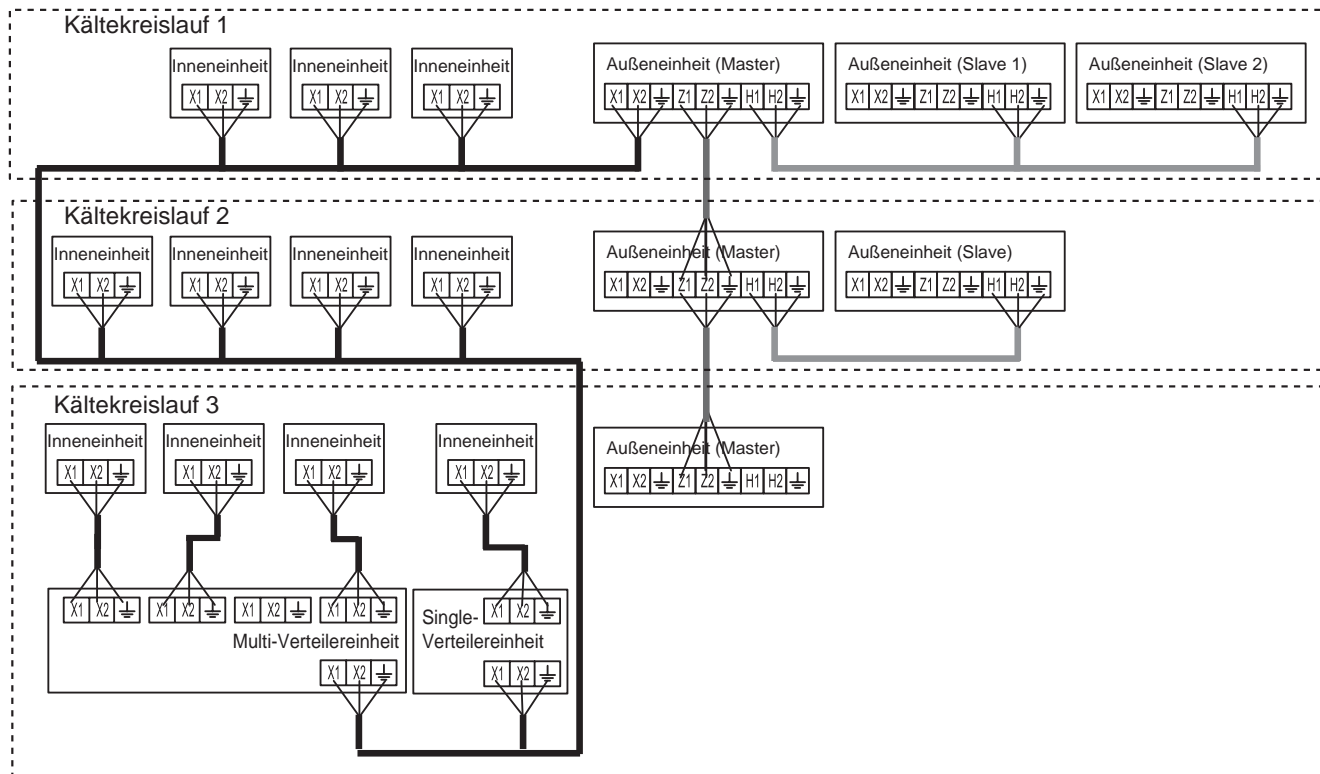 Kältekreislauf 1
Inneneinheit Inneneinheit Inneneinheit Außeneinheit (Master) Außeneinheit (Slave 1) Außeneinheit (Slave 2)
X1 X2 X1 X2 X1 X2 X1 X2 Z1 Z2 H1 H2 X1 X2 Z1 Z2 H1 H2 X1 X2 Z1 Z2 H1 H2
Kältekreislauf 2
Inneneinheit Inneneinheit Inneneinheit Inneneinheit Außeneinheit (Master) Außeneinheit (Slave)
X1 X2 X1 X2 X1 X2 X1 X2 X1 X2 Z1 Z2 H1 H2 X1 X2 Z1 Z2 H1 H2
Kältekreislauf 3
Inneneinheit Inneneinheit Inneneinheit Inneneinheit Außeneinheit (Master)
X1 X2 X1 X2 X1 X2 X1 X2 X1 X2 Z1 Z2 H1 H2
X1 X2 X1 X2 X1 X2 X1 X2 X1 X2
Multi-Verteilereinheit
X1 X2
Single-
Verteilereinheit
X1 X2